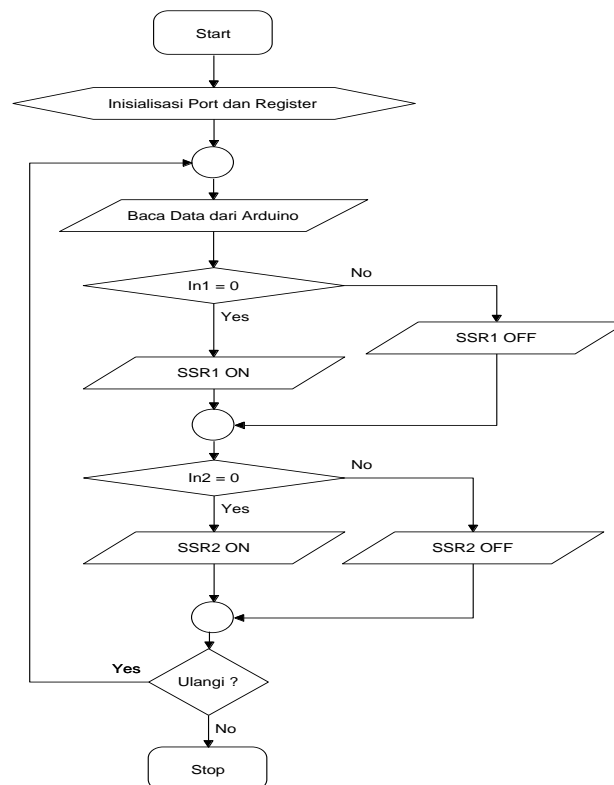 Start
Inisialisasi Port dan Register
Baca Data dari Arduino
In1 = 0
No
Yes
SSR1 OFF
SSR1 ON
In2 = 0
No
Yes
SSR2 ON
SSR2 OFF
Ulangi ?
Yes
No
Stop